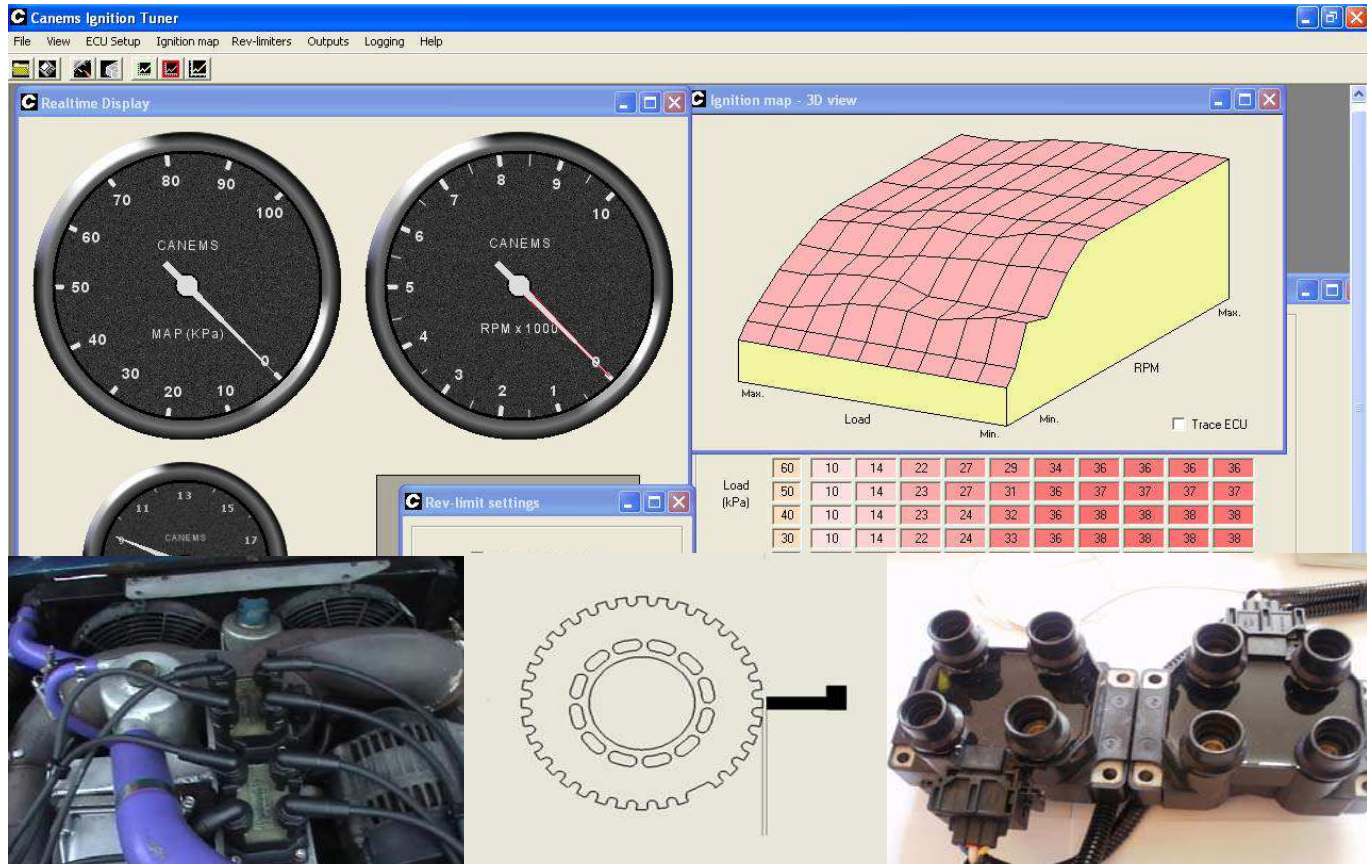 Canems Ignition Tuner
File View ECU Setup Ignition map Rev-limiters Outputs Logging Help
Realtime Display
80
90
70
100
60
CANEMS
50
MAP (KPa)
40
0
30
20
10
8
9
7
10
6
CANEMS
5
RPM x 1000
4
0
3
2
1
13
11
15
CANEMS
9
17
Rev-limit settings
Ignition map - 3D view
Max.
RPM
Max.
Load
Min.
Min.
Trace ECU
Load
(kPa)
60 10 14 22 27 29 34 36 36 36 36
50 10 14 23 27 31 36 37 37 37 37
40 10 14 23 24 32 36 38 38 38 38
30 10 14 22 24 33 36 38 38 38 38